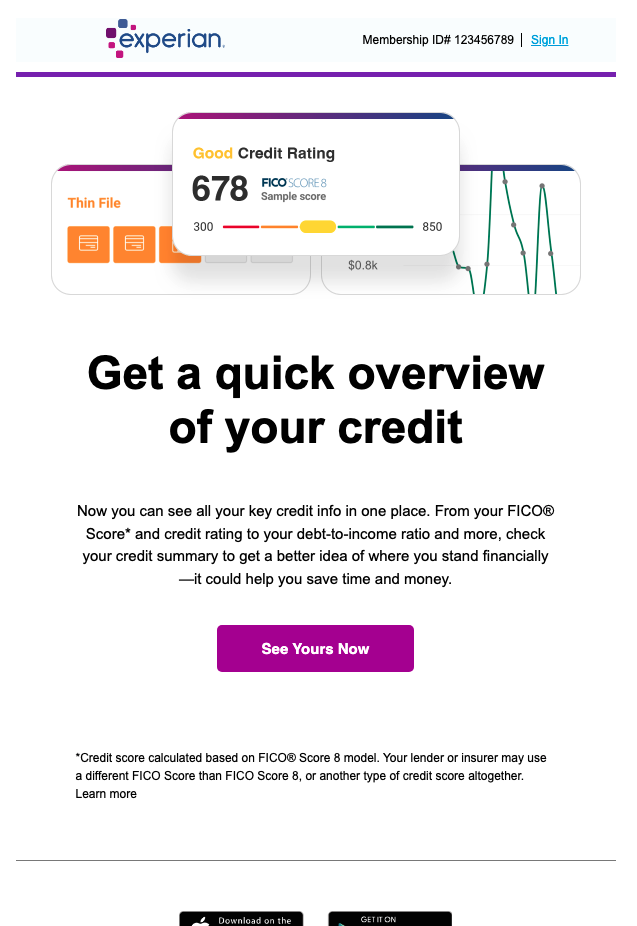 experian.
Membership ID# 123456789 | Sign In
Good Credit Rating
678 FICO SCORE 8
Sample score
300 850
Thin File
$0.8k
Get a quick overview
of your credit
Now you can see all your key credit info in one place. From your FICO®
Score* and credit rating to your debt-to-income ratio and more, check
your credit summary to get a better idea of where you stand financially
—it could help you save time and money.
See Yours Now
*Credit score calculated based on FICO® Score 8 model. Your lender or insurer may use
a different FICO Score than FICO Score 8, or another type of credit score altogether.
Learn more
Download on the
GET IT ON